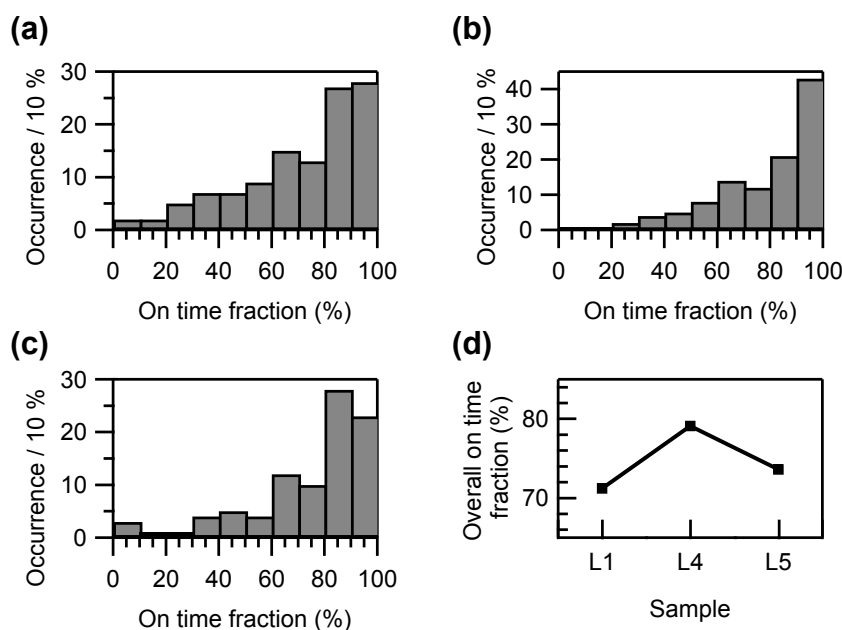 (a)
Occurrence / 10 %
30
20
10
0
0 20 40 60 80 100
On time fraction (%)
(b)
Occurrence / 10 %
40
30
20
10
0
0 20 40 60 80 100
On time fraction (%)
(c)
Occurrence / 10 %
30
20
10
0
0 20 40 60 80 100
On time fraction (%)
(d)
Overall on time
fraction (%)
80
70
L1 L4 L5
Sample